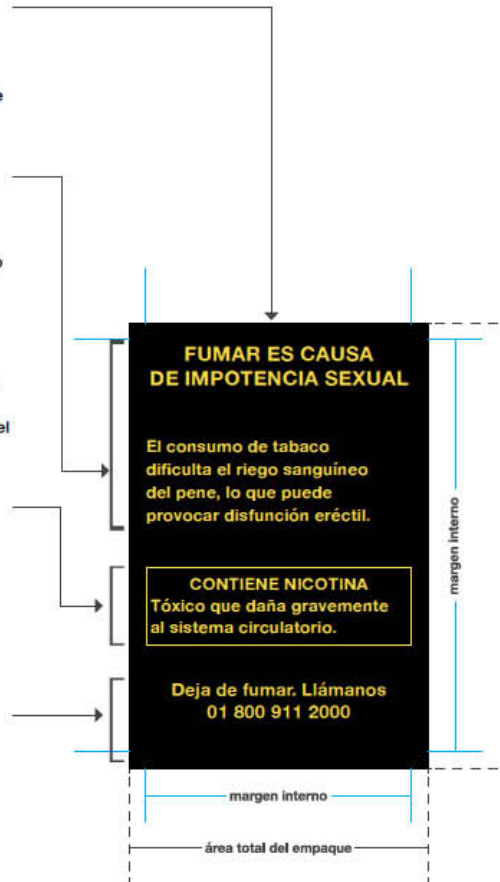 e
o
el
FUMAR ES CAUSA
DE IMPOTENCIA SEXUAL
El consumo de tabaco
dificulta el riego sanguíneo
del pene, lo que puede
provocar disfunción eréctil.
CONTIENE NICOTINA
Tóxico que daña gravemente
al sistema circulatorio.
Deja de fumar. Llámanos
01 800 911 2000
margen interno
margen interno
área total del empaque